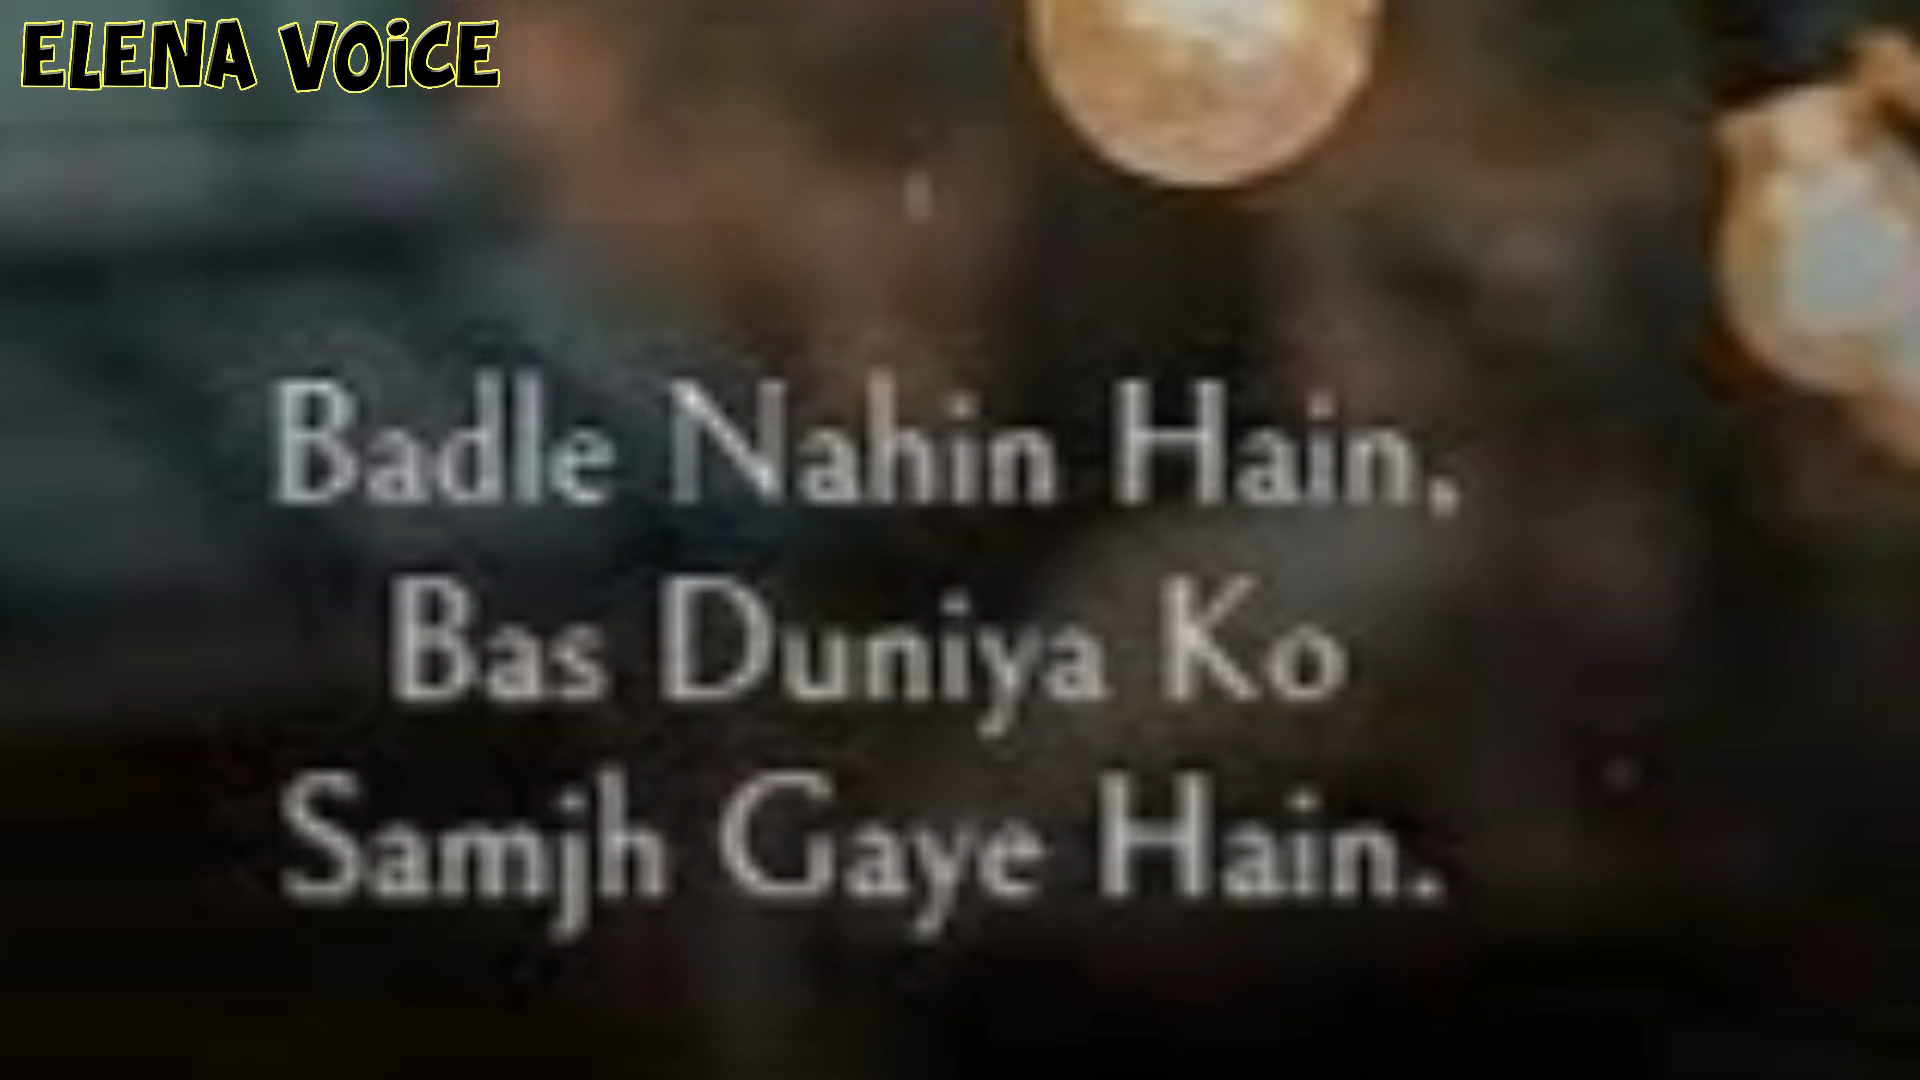 ELENA VOiCE
Badle Nahin Hain,
Bas Duniya Ko
Samjh Gaye Hain.